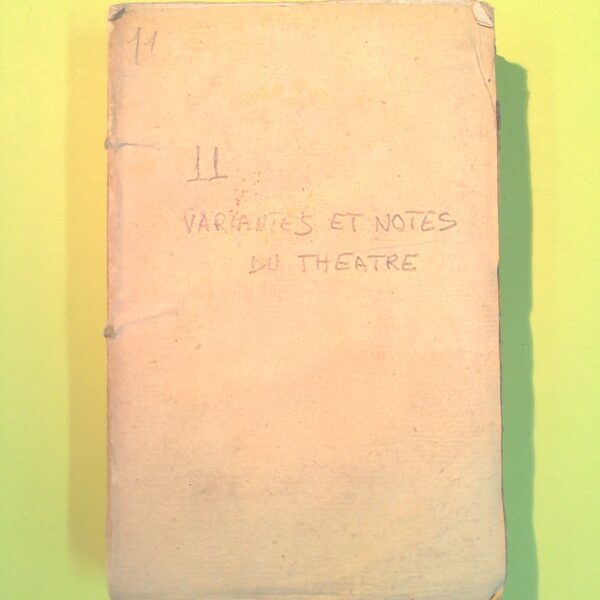 11
11
VARIANTES ET NOTES
DU THEATRE